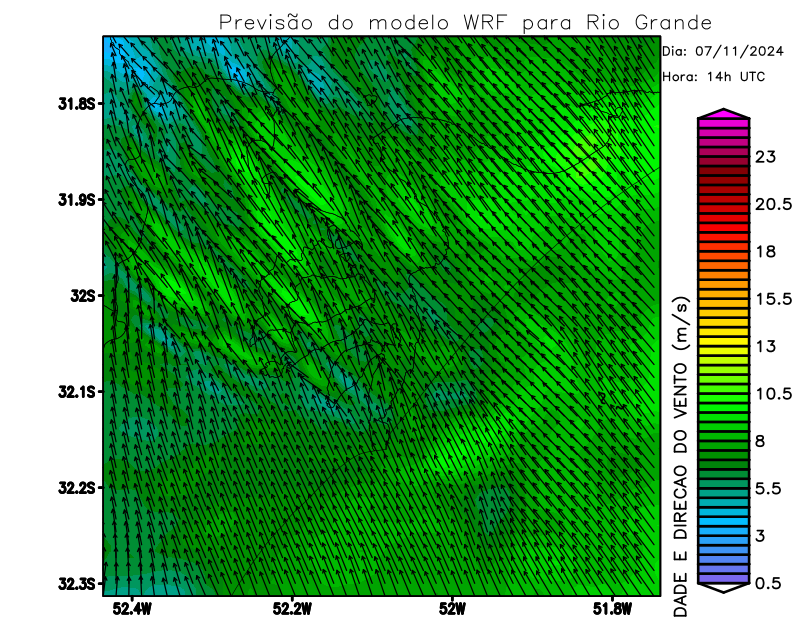 Previsão do modelo WRF para Rio Grande
Dia: 07/11/2024
Hora: 14h UTC
31.8S
31.9S
32S
32.1S
32.2S
32.3S
52.4W
52.2W
52W
51.8W
23
20.5
18
15.5
13
10.5
8
5.5
3
0.5
DADE E DIRECAO DO VENTO (m/s)